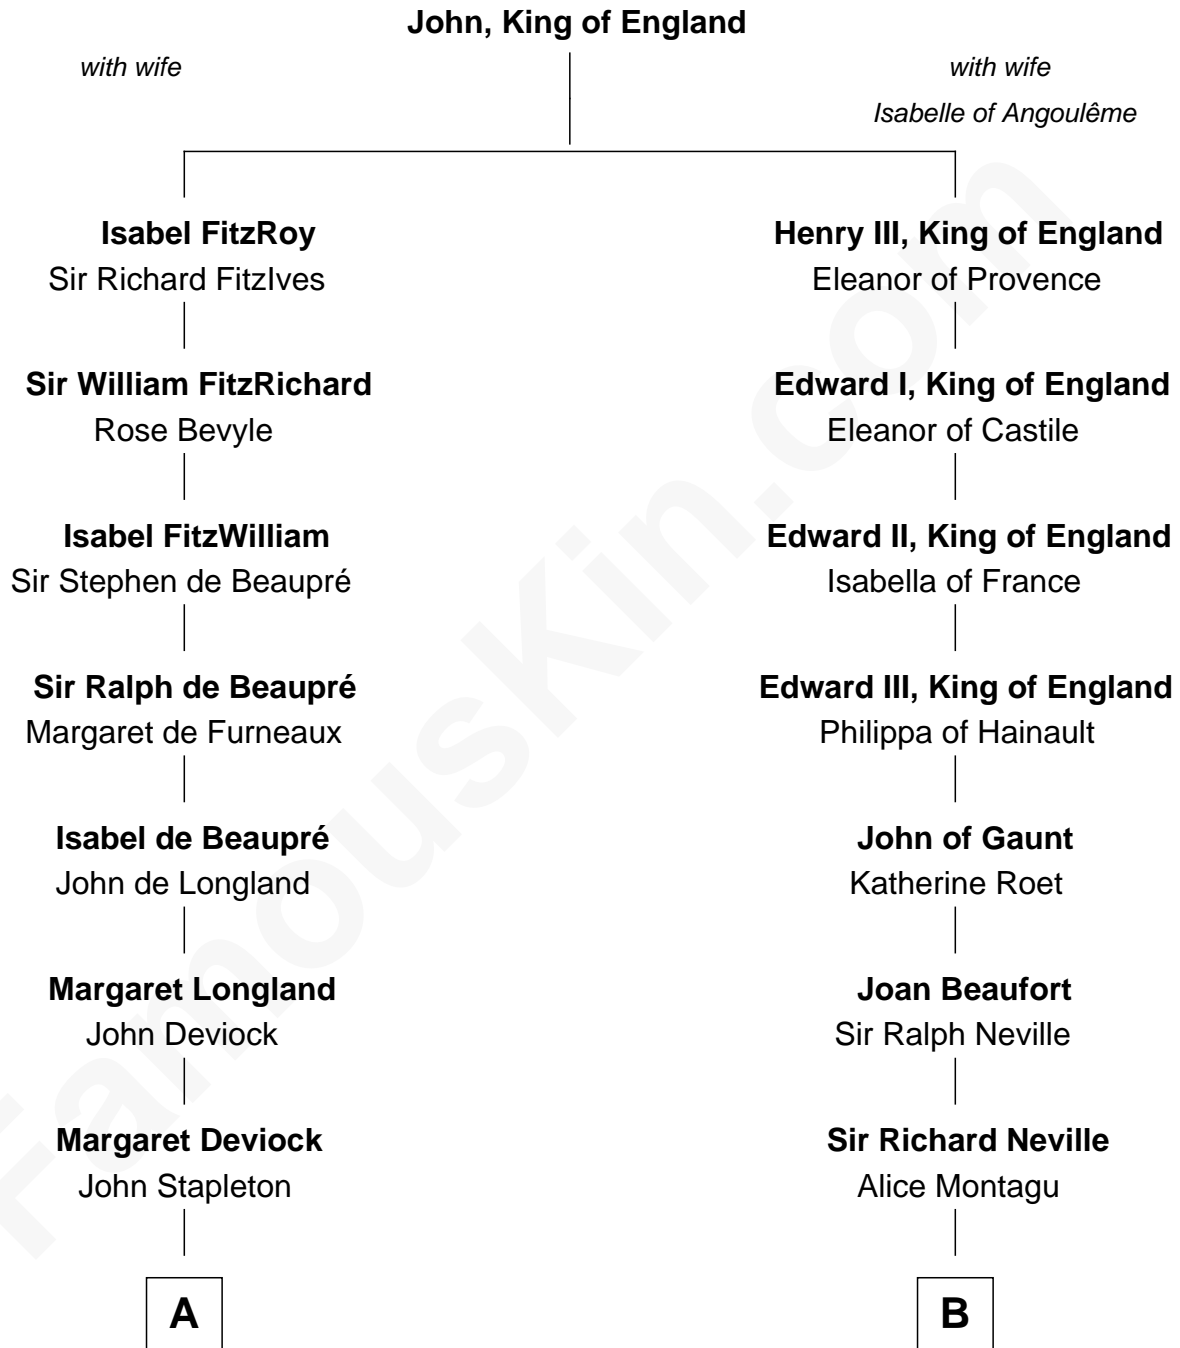 John, King of England
with wife
with wife
Isabelle of Angoulême
Isabel FitzRoy
Sir Richard FitzIves
Sir William FitzRichard
Rose Bevyle
Isabel FitzWilliam
Sir Stephen de Beaupré
Sir Ralph de Beaupré
Margaret de Furneaux
Isabel de Beaupré
John de Longland
Margaret Longland
John Deviock
Margaret Deviock
John Stapleton
A
Henry III, King of England
Eleanor of Provence
Edward I, King of England
Eleanor of Castile
Edward II, King of England
Isabella of France
Edward III, King of England
Philippa of Hainault
John of Gaunt
Katherine Roet
Joan Beaufort
Sir Ralph Neville
Sir Richard Neville
Alice Montagu
B
FamousKin.com